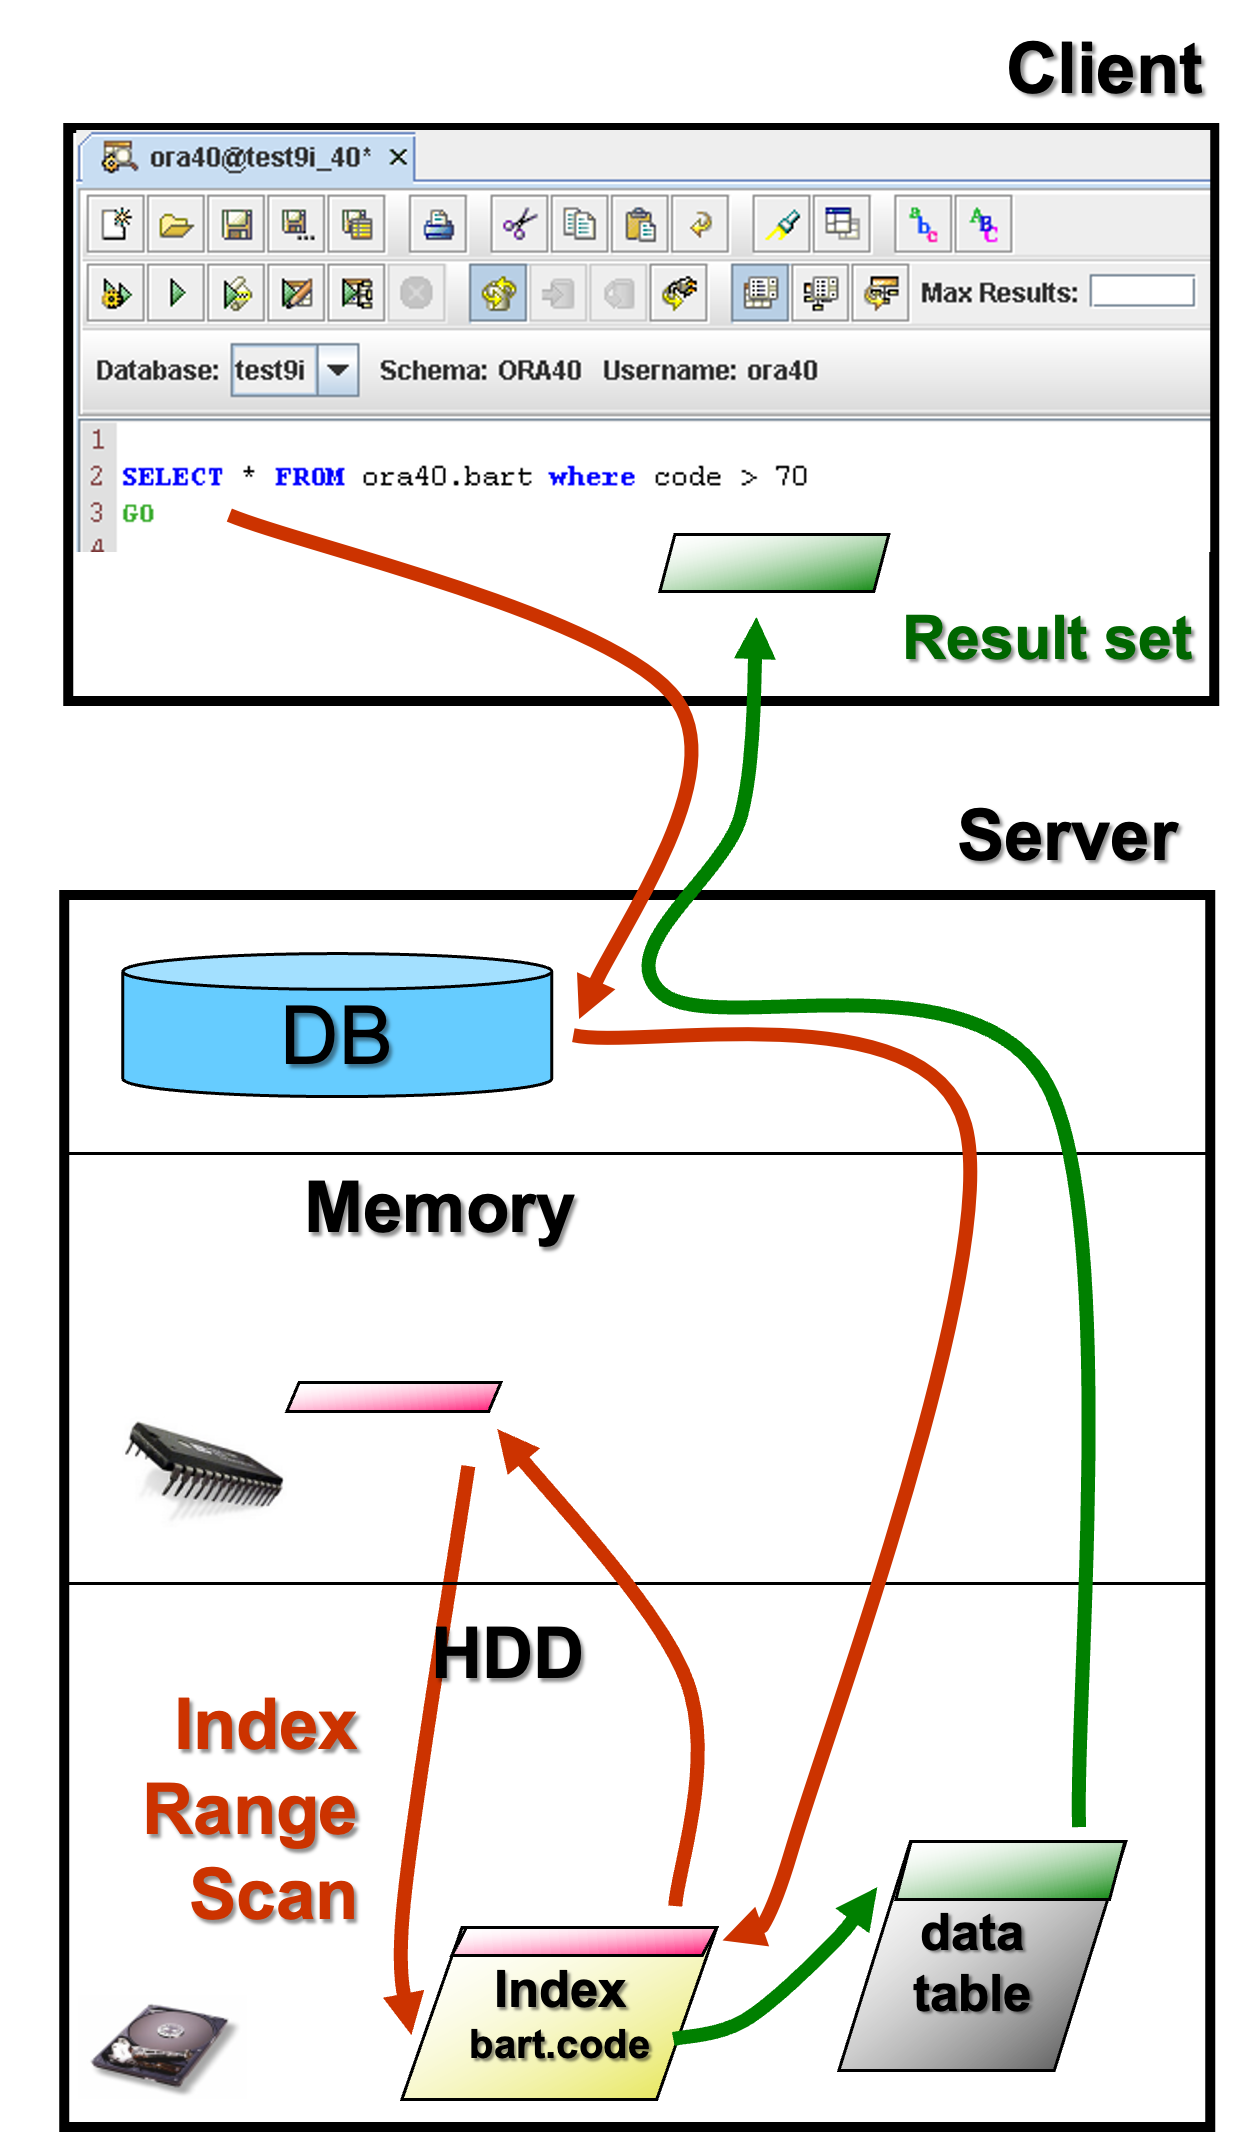 Client
ora40@test9i_40*
a b c
A B C
Max Results:
Database: test9i Schema: ORA40 Username: ora40
1
2 SELECT * FROM ora40.bart where code > 70
3 GO
4
Result set
Server
DB
Memory
HDD
Index
Range
Scan
Index
bart.code
data
table